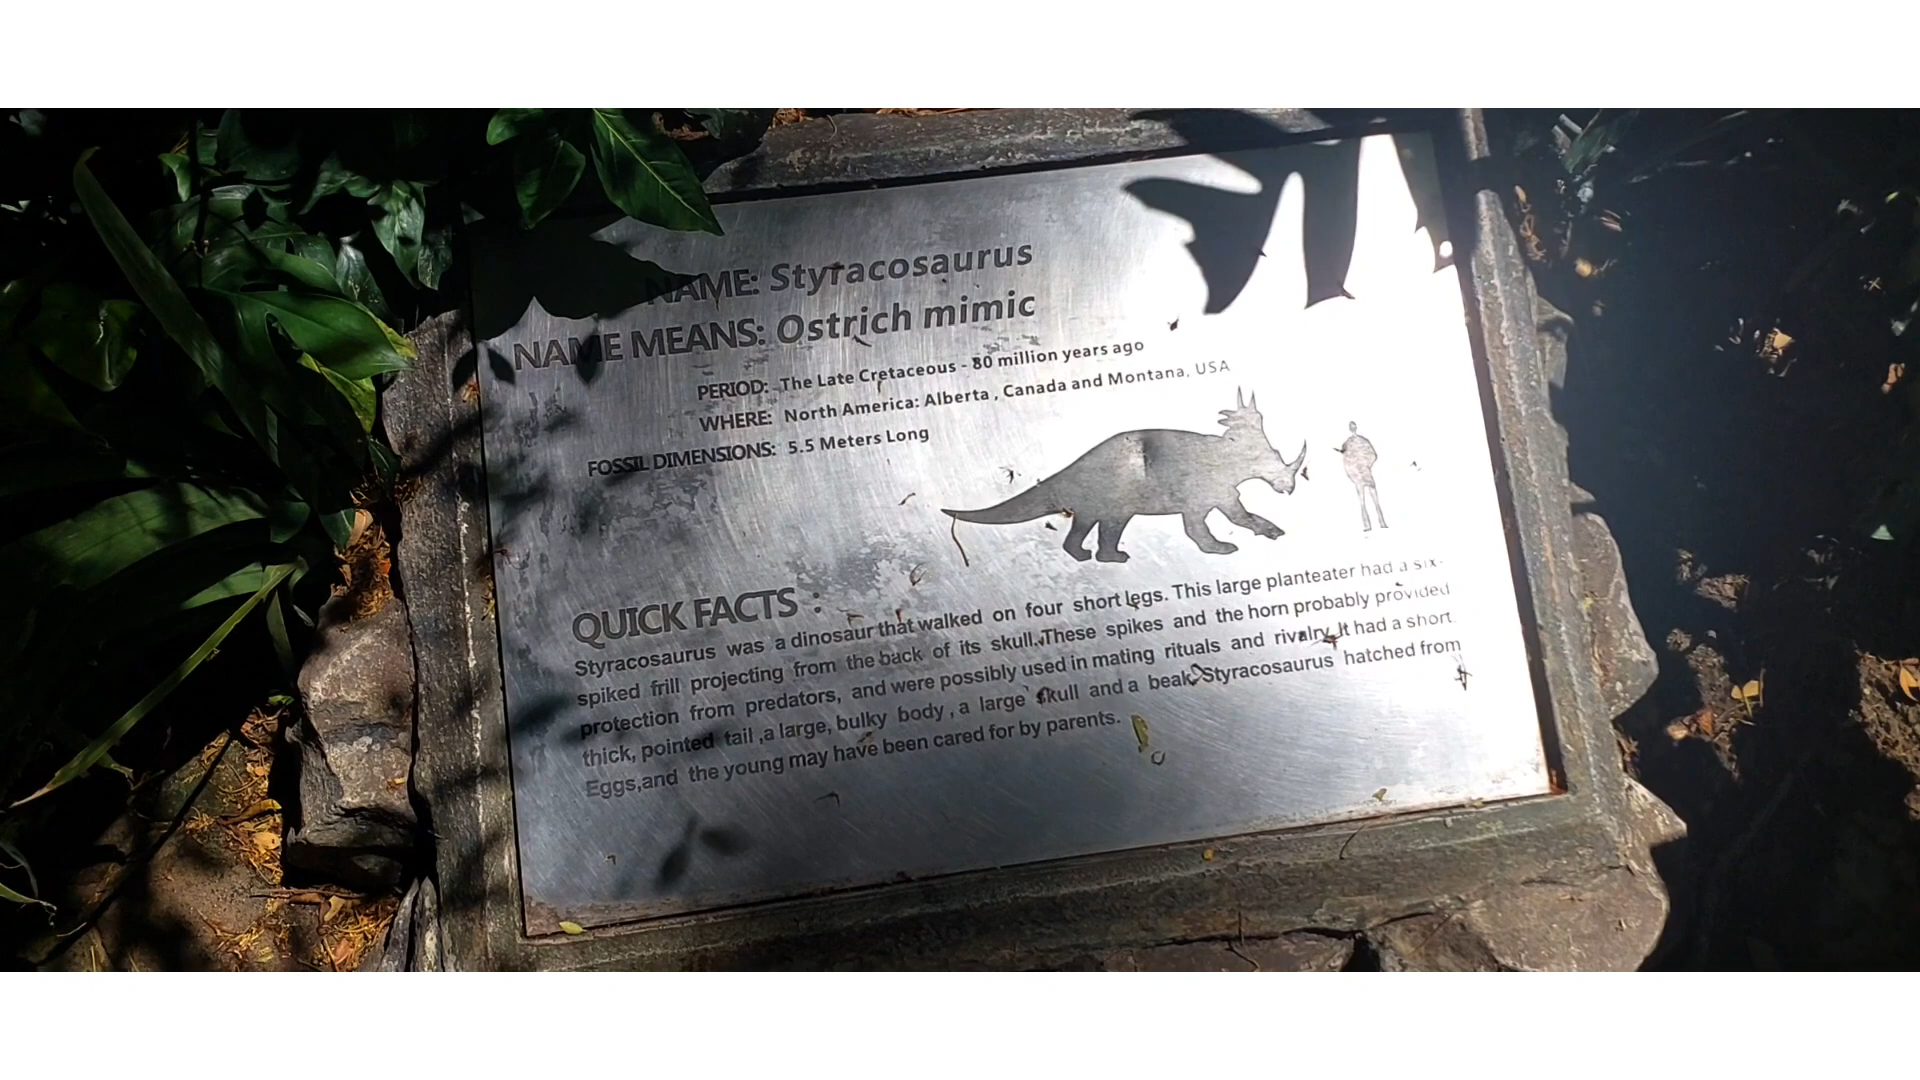 NAME: Styracosaurus
NAME MEANS: Ostrich mimic
PERIOD: The Late Cretaceous - 80 million years ago
WHERE: North America: Alberta , Canada and Montana, USA
FOSSIL DIMENSIONS: 5.5 Meters Long
QUICK FACTS :
Styracosaurus was a dinosaur that walked on four short legs. This large planteater had a six-
spiked frill projecting from the back of its skull. These spikes and the horn probably provided
protection from predators, and were possibly used in mating rituals and rivalry. It had a short
thick, pointed tail ,a large, bulky body , a large skull and a beak. Styracosaurus hatched from
Eggs,and the young may have been cared for by parents.